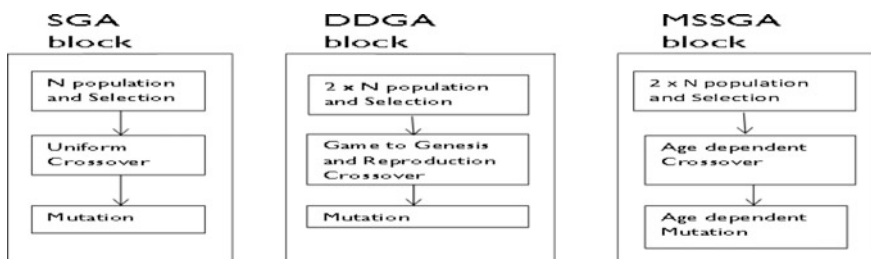 SGA
block
N population
and Selection
Uniform
Crossover
Mutation
DDGA
block
2 x N population
and Selection
Game to Genesis
and Reproduction
Crossover
Mutation
MSSGA
block
2 x N population
and Selection
Age dependent
Crossover
Age dependent
Mutation